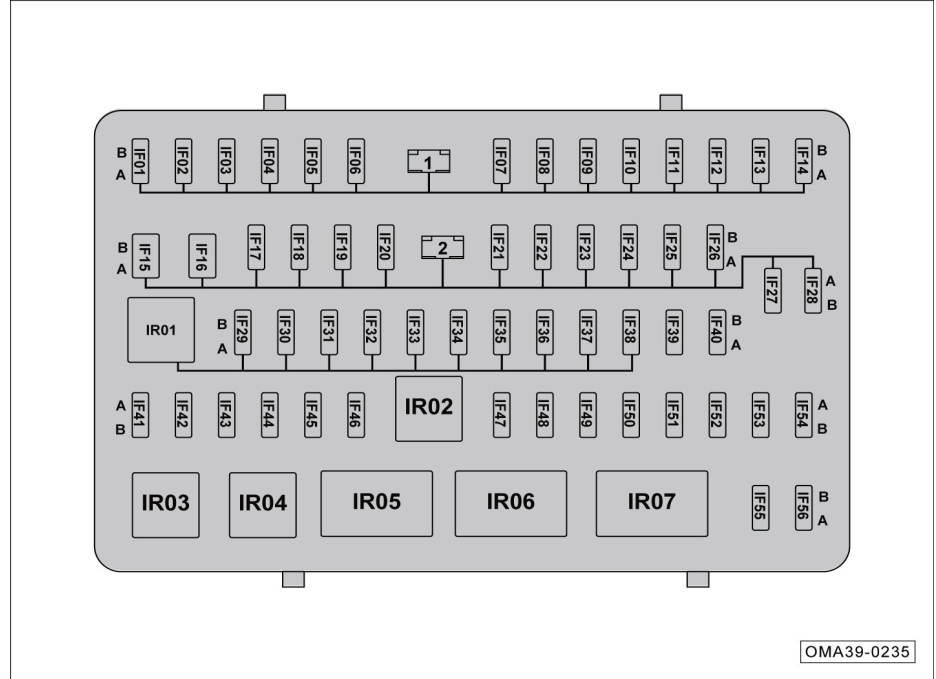 B IF01 IF02 IF03 IF04 IF05 IF06 1 IF07 IF08 IF09 IF10 IF11 IF12 IF13 IF14 B
A A
B IF15 IF16 IF17 IF18 IF19 IF20 2 IF21 IF22 IF23 IF24 IF25 IF26 B
A A
IF27 IF28 A
B
IR01 B IF29 IF30 IF31 IF32 IF33 IF34 IF35 IF36 IF37 IF38 IF39 IF40 B
A A
A IF41 IF42 IF43 IF44 IF45 IF46 IR02 IF47 IF48 IF49 IF50 IF51 IF52 IF53 IF54 A
B B
IR03 IR04 IR05 IR06 IR07 IF55 IF56 B
A
OMA39-0235